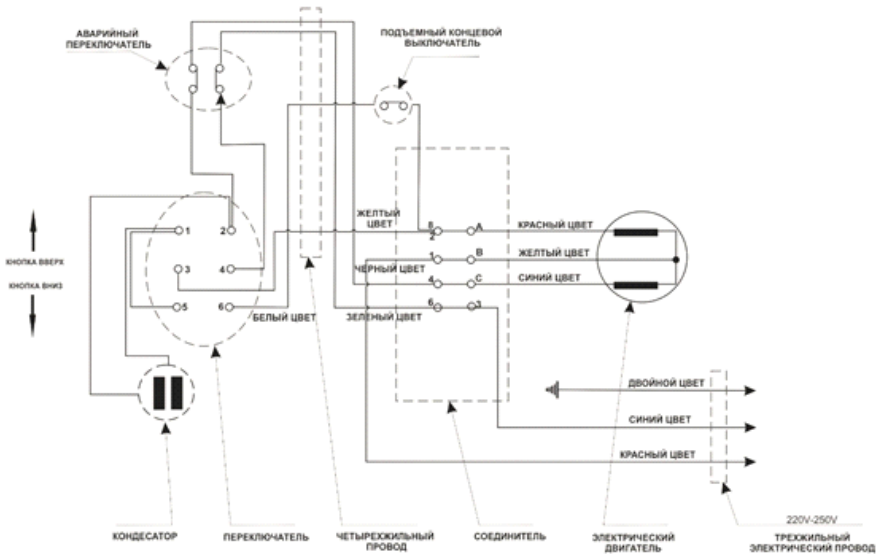 АВАРИЙНЫЙ
ПЕРЕКЛЮЧАТЕЛЬ
ПОДЪЕМНЫЙ КОНЦЕВОЙ
ВЫКЛЮЧАТЕЛЬ
ЖЕЛТЫЙ
ЦВЕТ
8
2
A
КРАСНЫЙ ЦВЕТ
1
2
1
B
ЖЕЛТЫЙ ЦВЕТ
КНОПКА ВВЕРХ
3
4
ЧЕРНЫЙ ЦВЕТ
4
C
СИНИЙ ЦВЕТ
КНОПКА ВНИЗ
5
6
БЕЛЫЙ ЦВЕТ
ЗЕЛЕНЫЙ ЦВЕТ
6
3
ДВОЙНОЙ ЦВЕТ
СИНИЙ ЦВЕТ
КРАСНЫЙ ЦВЕТ
КОНДЕСАТОР
ПЕРЕКЛЮЧАТЕЛЬ
ЧЕТЫРЕХЖИЛЬНЫЙ
ПРОВОД
СОЕДИНИТЕЛЬ
ЭЛЕКТРИЧЕСКИЙ
ДВИГАТЕЛЬ
220V-250V
ТРЕХЖИЛЬНЫЙ
ЭЛЕКТРИЧЕСКИЙ ПРОВОД